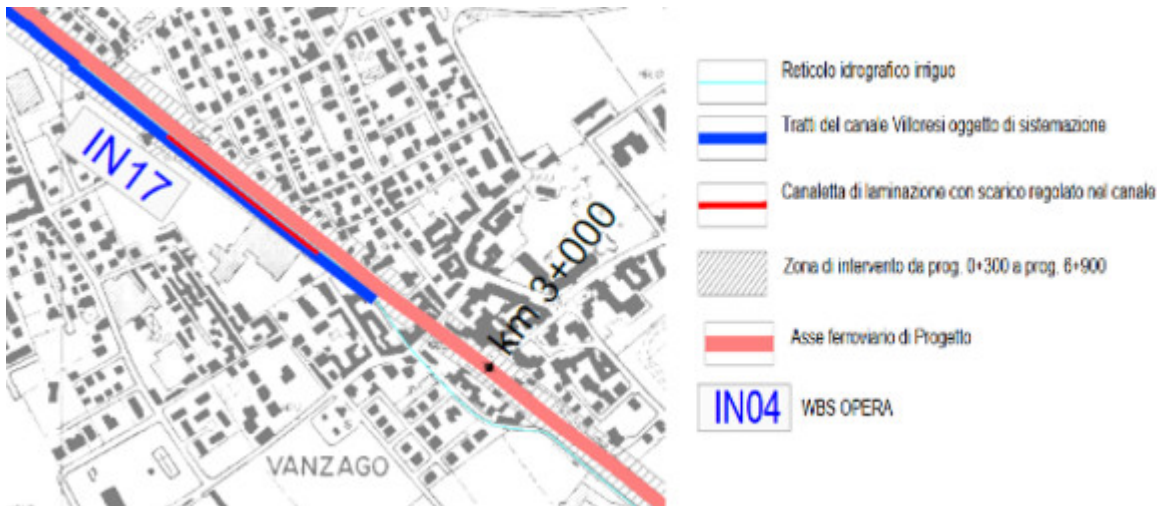 IN17
km 3+000
VANZAGO
Reticolo idrografico irriguo
Tratti del canale Villoresi oggetto di sistemazione
Canaletta di laminazione con scarico regolato nel canale
Zona di intervento da prog. 0+300 a prog. 6+900
Asse ferroviario di Progetto
IN04 WBS OPERA